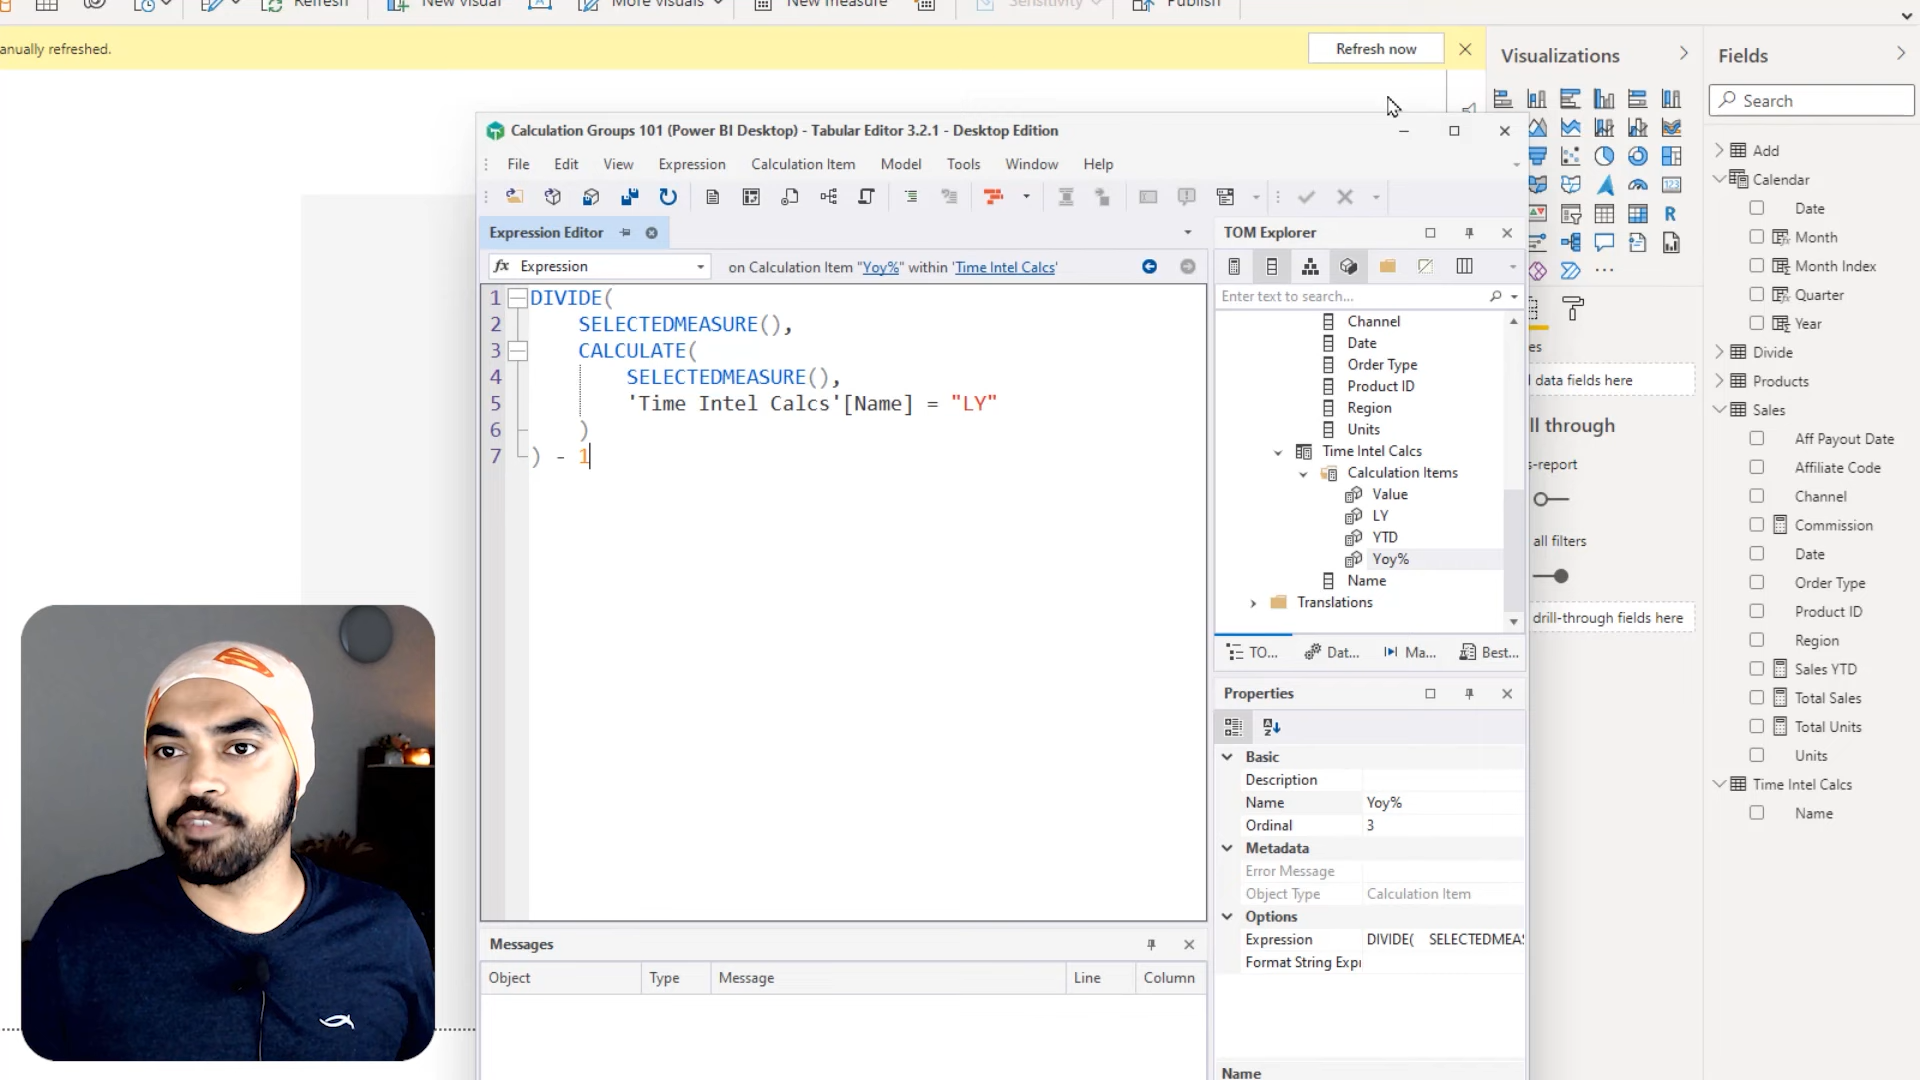 Refresh
New visual
More visuals
New measure
Sensitivity
Publish
anually refreshed.
Refresh now
Visualizations
Fields
Search
Calculation Groups 101 (Power BI Desktop) - Tabular Editor 3.2.1 - Desktop Edition
File Edit View Expression Calculation Item Model Tools Window Help
Expression Editor
fx Expression
on Calculation Item "Yoy%" within 'Time Intel Calcs'
1 DIVIDE(
2 SELECTEDMEASURE(),
3 CALCULATE(
4 SELECTEDMEASURE(),
5 'Time Intel Calcs'[Name] = "LY"
6 )
7 ) - 1
Messages
Object Type Message Line Column
TOM Explorer
Enter text to search...
Channel
Date
Order Type
Product ID
Region
Units
Time Intel Calcs
Calculation Items
Value
LY
YTD
Yoy%
Name
Translations
TO... Dat... Ma... Best...
Properties
Basic
Description
Name Yoy%
Ordinal 3
Metadata
Error Message
Object Type Calculation Item
Options
Expression DIVIDE( SELECTEDMEAS
Format String Expr
Name
R
123
es
data fields here
ll through
s-report
all filters
drill-through fields here
Add
Calendar
Date
Month
Month Index
Quarter
Year
Divide
Products
Sales
Aff Payout Date
Affiliate Code
Channel
Commission
Date
Order Type
Product ID
Region
Sales YTD
Total Sales
Total Units
Units
Time Intel Calcs
Name